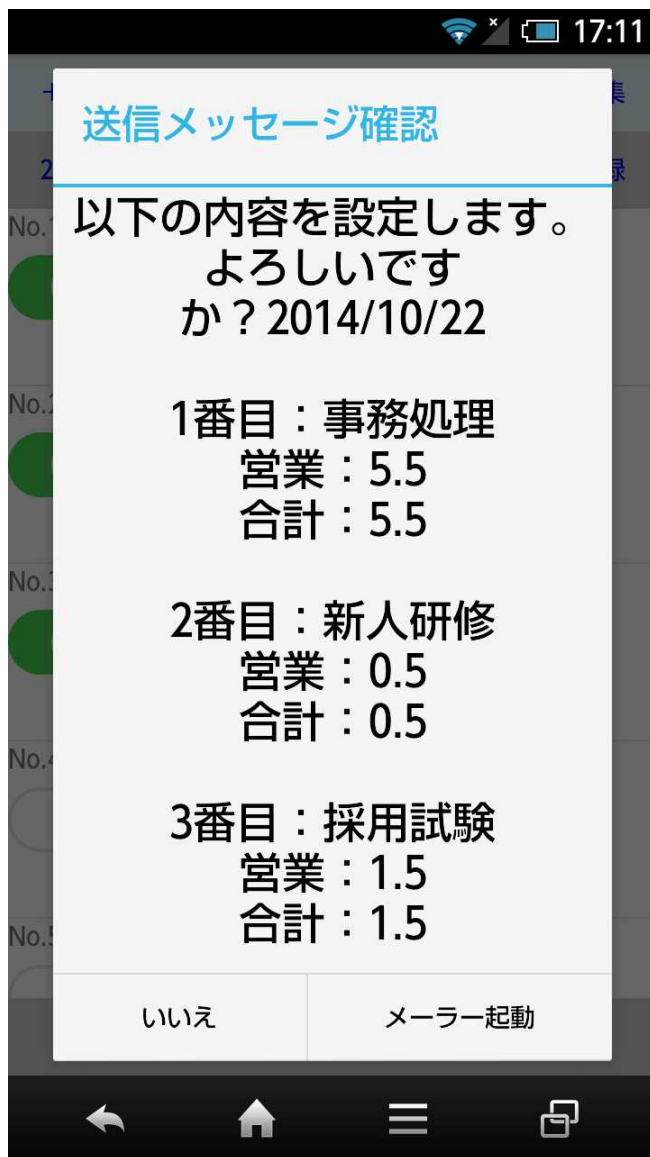 17:11
送信メッセージ確認
以下の内容を設定します。
よろしいです
か？2014/10/22
No.
1番目：事務処理
営業：5.5
合計：5.5
No.
2番目：新人研修
営業：0.5
合計：0.5
No.
3番目：採用試験
営業：1.5
合計：1.5
No.
いいえ
メーラー起動